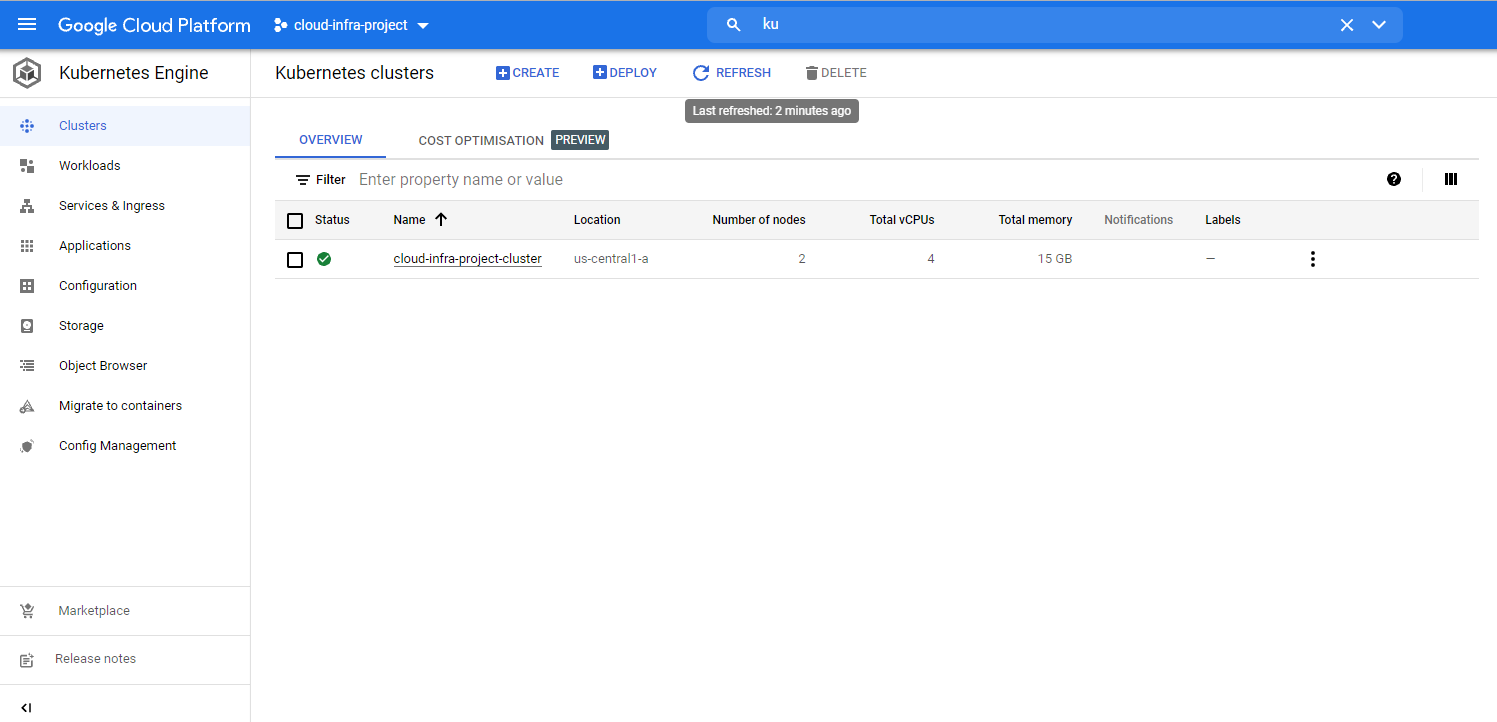 Google Cloud Platform cloud-infra-project ku
Kubernetes Engine
Kubernetes clusters CREATE DEPLOY REFRESH DELETE
Last refreshed: 2 minutes ago
Clusters
Workloads
Services & Ingress
Applications
Configuration
Storage
Object Browser
Migrate to containers
Config Management
Marketplace
Release notes
OVERVIEW COST OPTIMISATION PREVIEW
Filter Enter property name or value
Status Name Location Number of nodes Total vCPUs Total memory Notifications Labels
cloud-infra-project-cluster us-central1-a 2 4 15 GB —